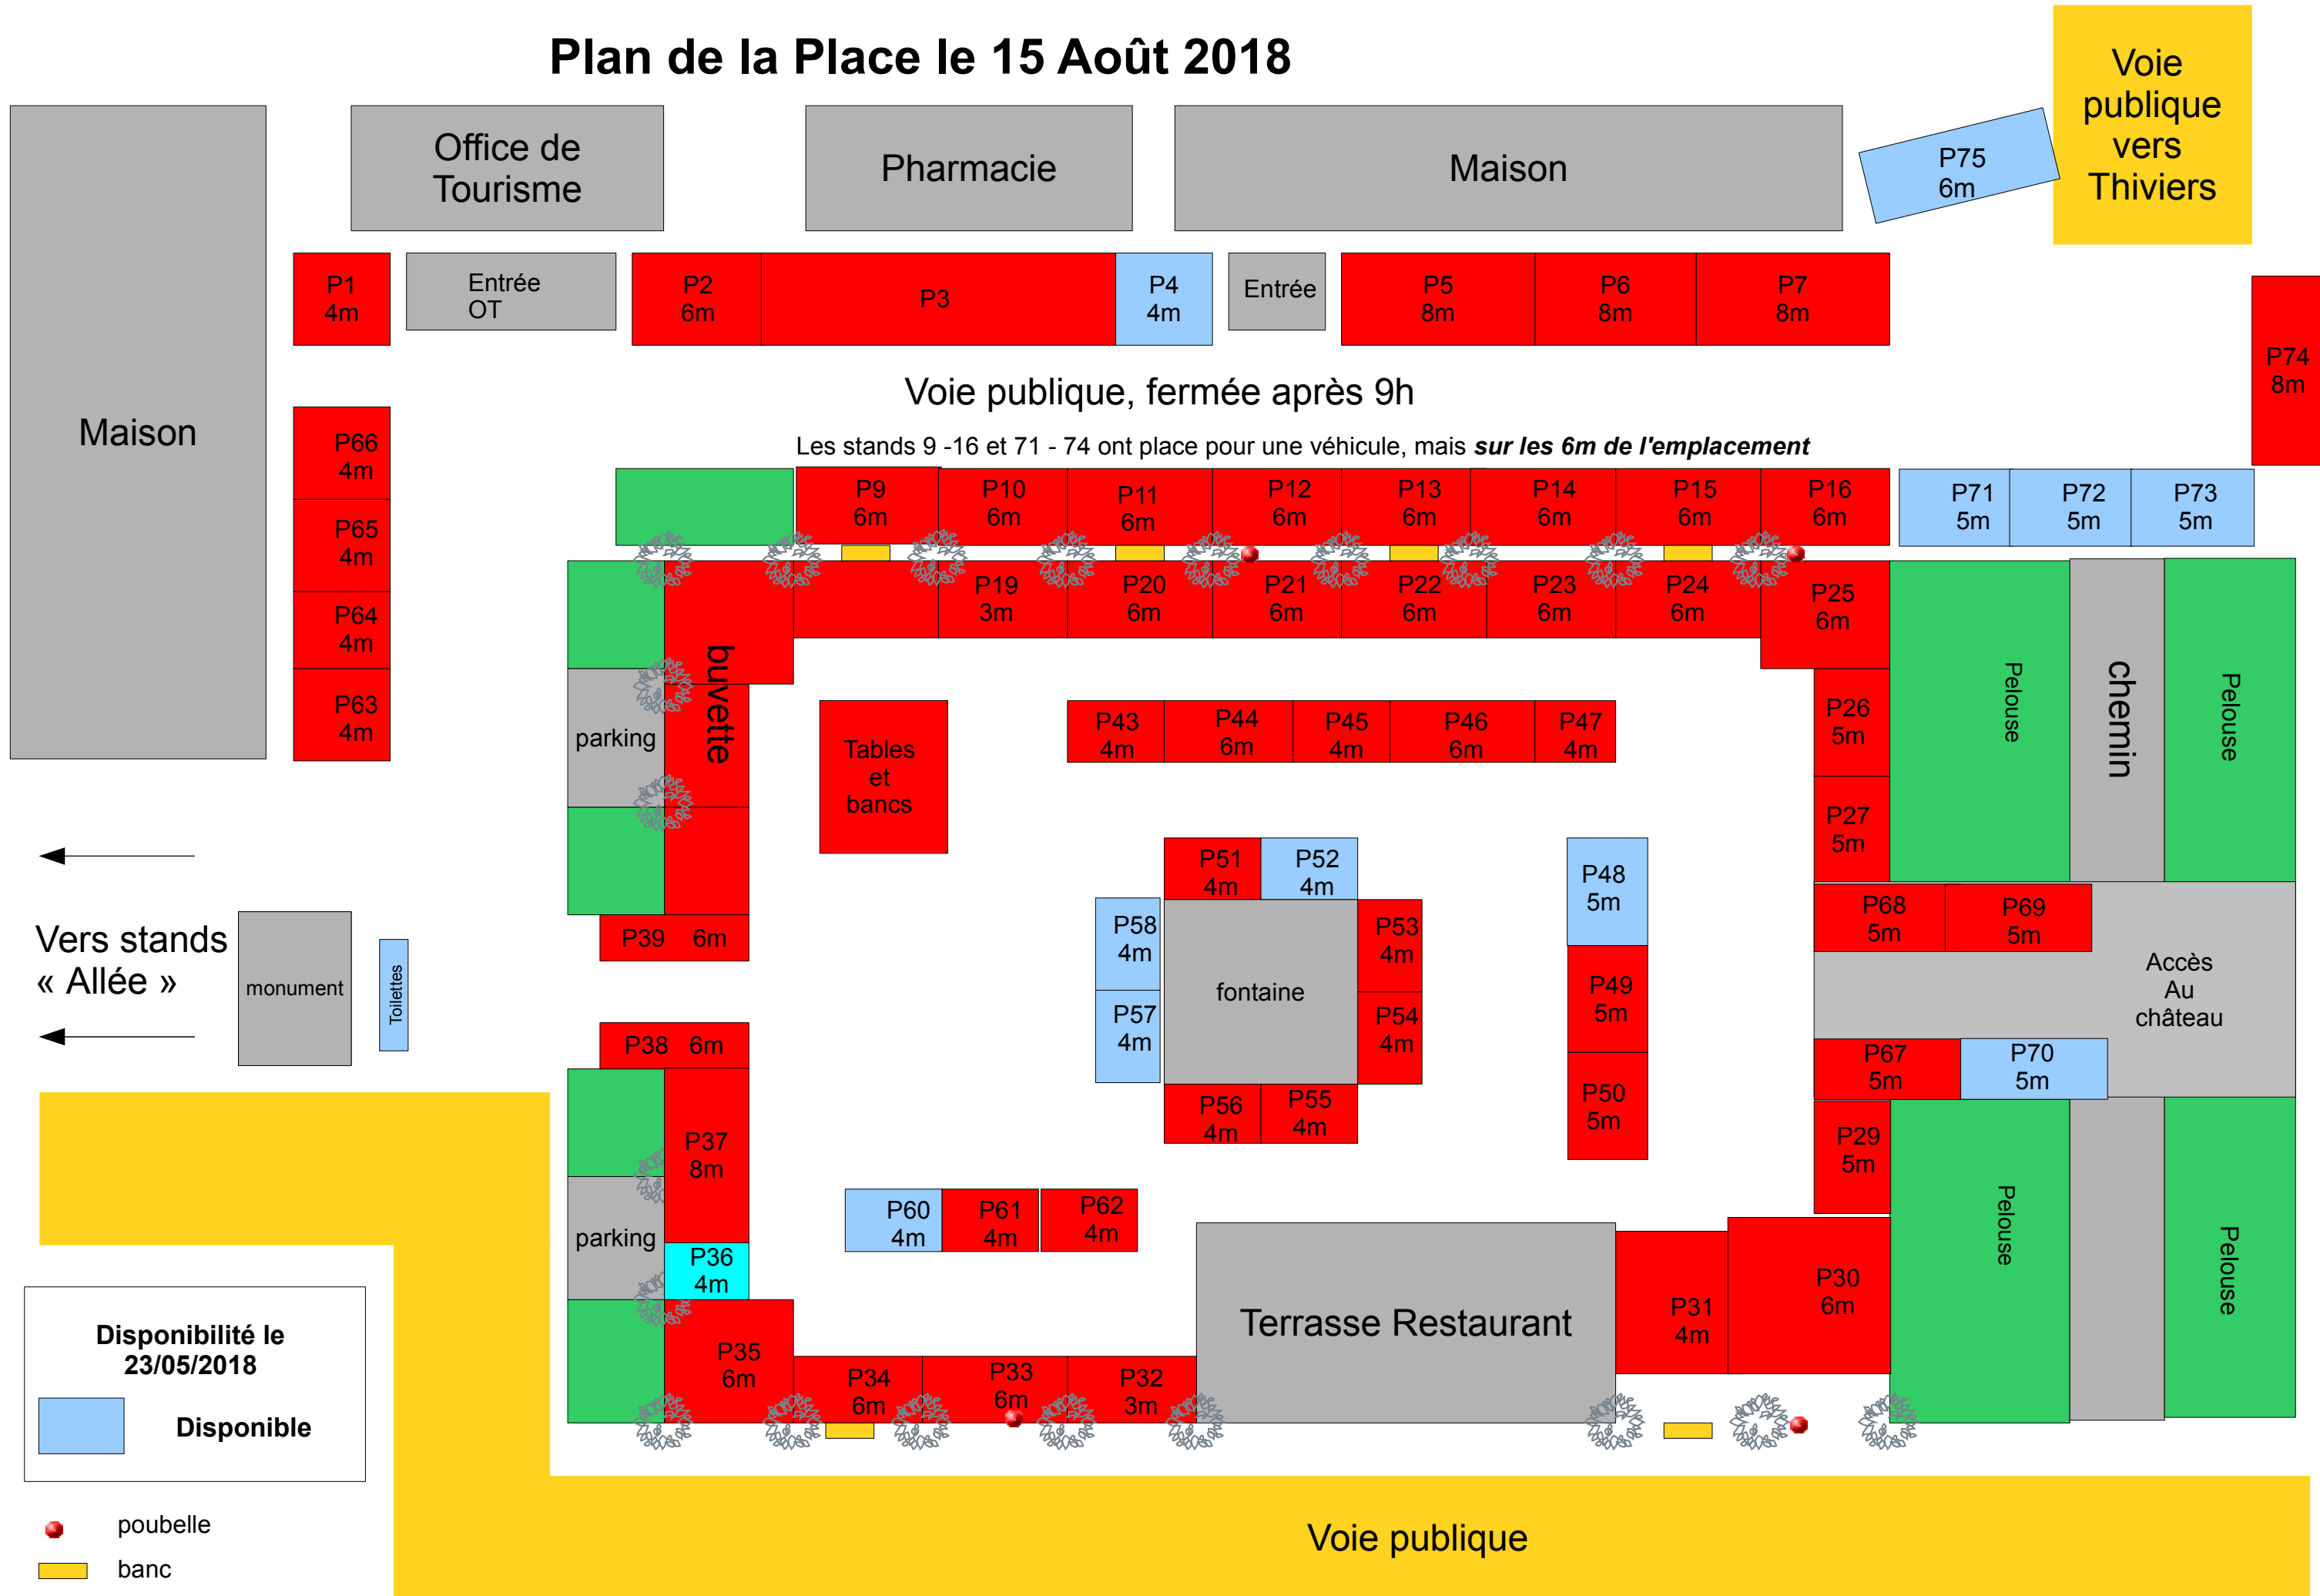 Plan de la Place le 15 Août 2018
Voie
publique
vers
Thiviers
Maison
Office de
Tourisme
Pharmacie
Maison
P75
6m
P1
4m
Entrée
OT
P2
6m
P3
P4
4m
Entrée
P5
8m
P6
8m
P7
8m
P74
8m
Voie publique, fermée après 9h
Les stands 9 -16 et 71 - 74 ont place pour une véhicule, mais sur les 6m de l'emplacement
P66
4m
P65
4m
P64
4m
P63
4m
P9
6m
P10
6m
P11
6m
P12
6m
P13
6m
P14
6m
P15
6m
P16
6m
P71
5m
P72
5m
P73
5m
P19
3m
P20
6m
P21
6m
P22
6m
P23
6m
P24
6m
P25
6m
buvette
parking
Tables
et
bancs
P43
4m
P44
6m
P45
4m
P46
6m
P47
4m
P26
5m
P27
5m
Pelouse
chemin
Pelouse
P51
4m
P52
4m
P48
5m
P58
4m
P57
4m
fontaine
P53
4m
P54
4m
P49
5m
P50
5m
P56
4m
P55
4m
P68
5m
P69
5m
Accès
Au
château
P67
5m
P70
5m
P29
5m
Vers stands
« Allée »
monument
Toilettes
P39 6m
P38 6m
P37
8m
parking
P36
4m
P60
4m
P61
4m
P62
4m
P35
6m
P34
6m
P33
6m
P32
3m
Terrasse Restaurant
P31
4m
P30
6m
Pelouse
Pelouse
Disponibilité le
23/05/2018
Disponible
poubelle
banc
Voie publique